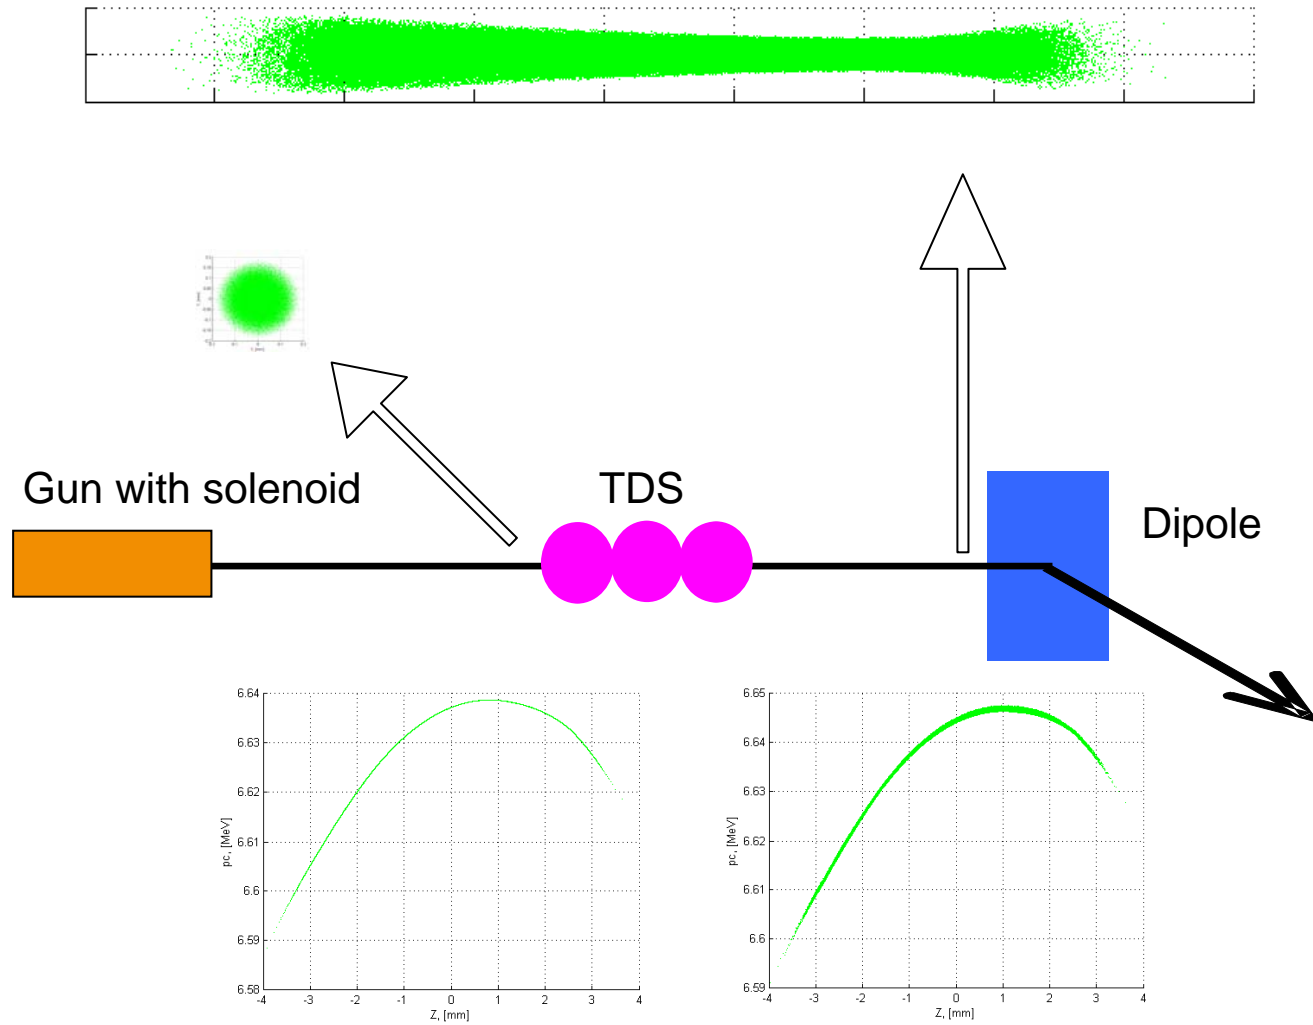 Gun with solenoid
TDS
Dipole
6.64
6.63
6.62
6.61
6.6
6.59
6.58
pc, [MeV]
-4 -3 -2 -1 0 1 2 3 4
Z, [mm]
6.65
6.64
6.63
6.62
6.61
6.6
6.59
pc, [MeV]
-4 -3 -2 -1 0 1 2 3 4
Z, [mm]